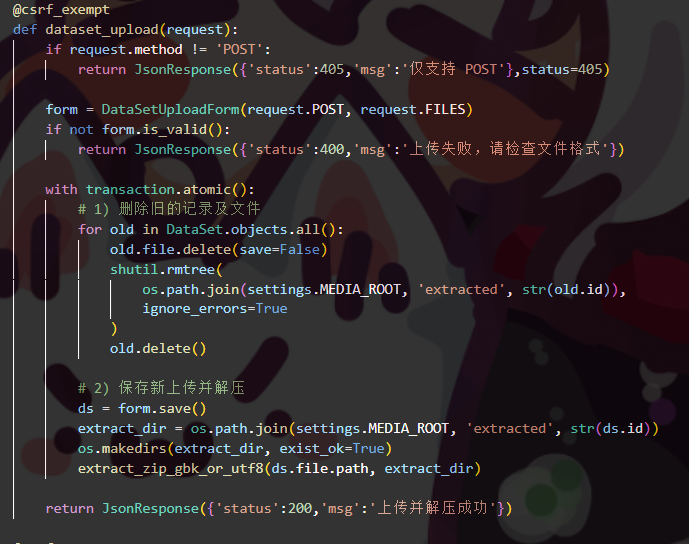 @csrf_exempt
def dataset_upload(request):
    if request.method != 'POST':
        return JsonResponse({'status':405,'msg':'仅支持 POST'},status=405)
    form = DataSetUploadForm(request.POST, request.FILES)
    if not form.is_valid():
        return JsonResponse({'status':400,'msg':'上传失败，请检查文件格式'})
    with transaction.atomic():
        # 1) 删除旧的记录及文件
        for old in DataSet.objects.all():
            old.file.delete(save=False)
            shutil.rmtree(
                os.path.join(settings.MEDIA_ROOT, 'extracted', str(old.id)),
                ignore_errors=True
            )
            old.delete()
        # 2) 保存新上传并解压
        ds = form.save()
        extract_dir = os.path.join(settings.MEDIA_ROOT, 'extracted', str(ds.id))
        os.makedirs(extract_dir, exist_ok=True)
        extract_zip_gbk_or_utf8(ds.file.path, extract_dir)
    return JsonResponse({'status':200,'msg':'上传并解压成功'})